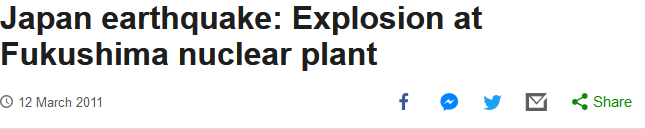 Japan earthquake: Explosion at
Fukushima nuclear plant
12 March 2011
Share